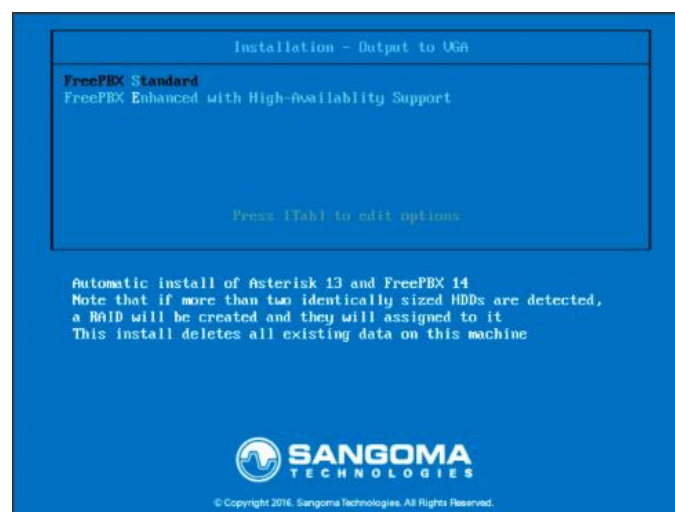 Installation - Output to VGA
FreePBX Standard
FreePBX Enhanced with High-Availablity Support
Press [Tab] to edit options
Automatic install of Asterisk 13 and FreePBX 14
Note that if more than two identically sized HDDs are detected,
a RAID will be created and they will assigned to it
This install deletes all existing data on this machine
SANGOMA
TECHNOLOGIES
© Copyright 2016. Sangoma Technologies. All Rights Reserved.